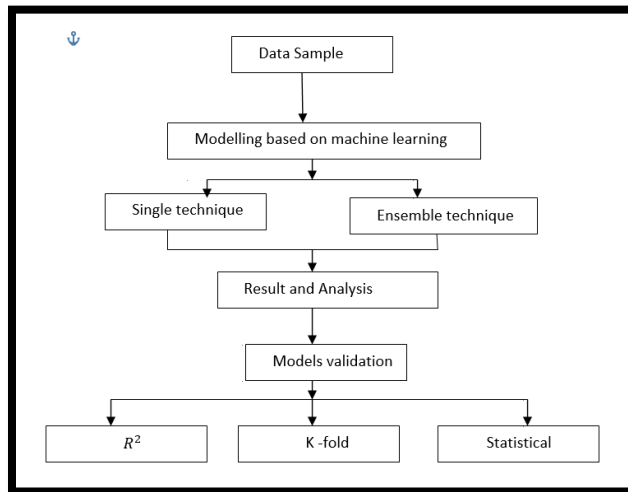 Data Sample
Modelling based on machine learning
Single technique
Ensemble technique
Result and Analysis
Models validation
R²
K -fold
Statistical